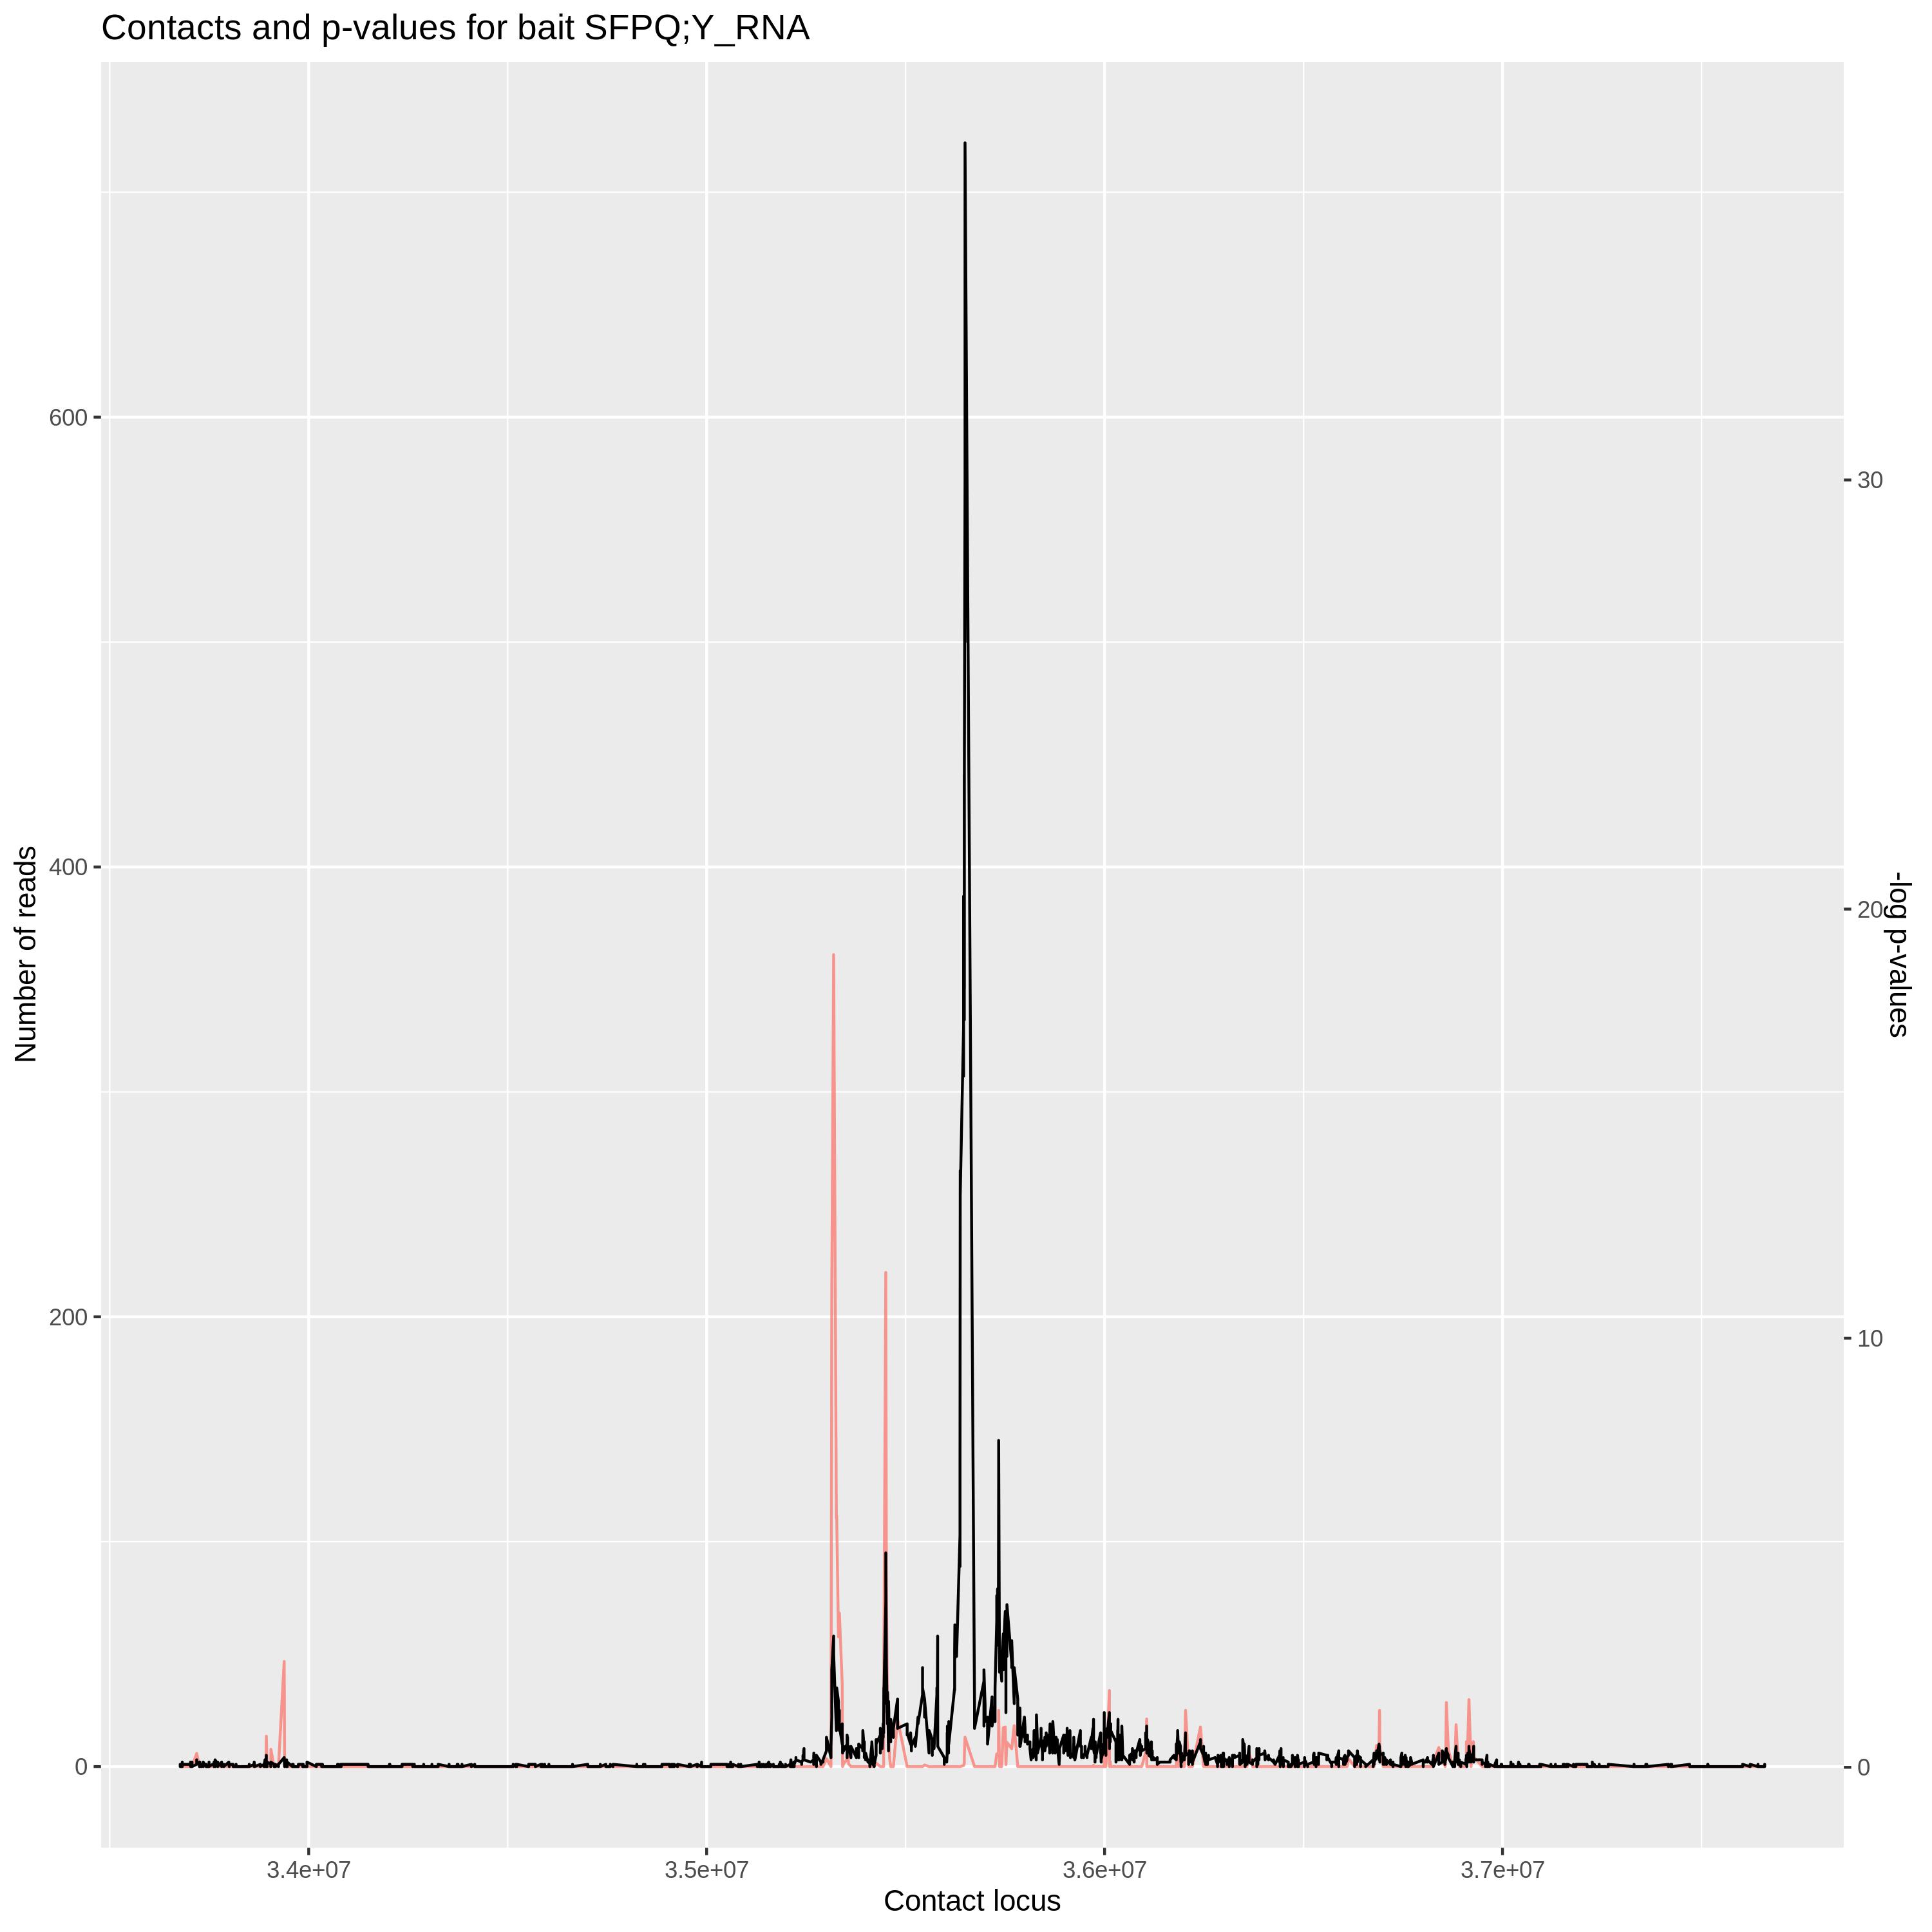 Contacts and p-values for bait SFPQ;Y_RNA
Number of reads
600
400
200
0
30
20
10
0
-log p-values
3.4e+07
3.5e+07
3.6e+07
3.7e+07
Contact locus